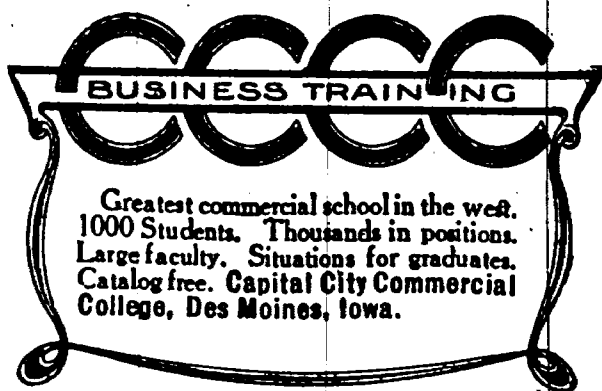 CCCC
BUSINESS TRAINING
Greatest commercial school in the west.
1000 Students. Thousands in positions.
Large faculty. Situations for graduates.
Catalog free. Capital City Commercial
College, Des Moines, Iowa.